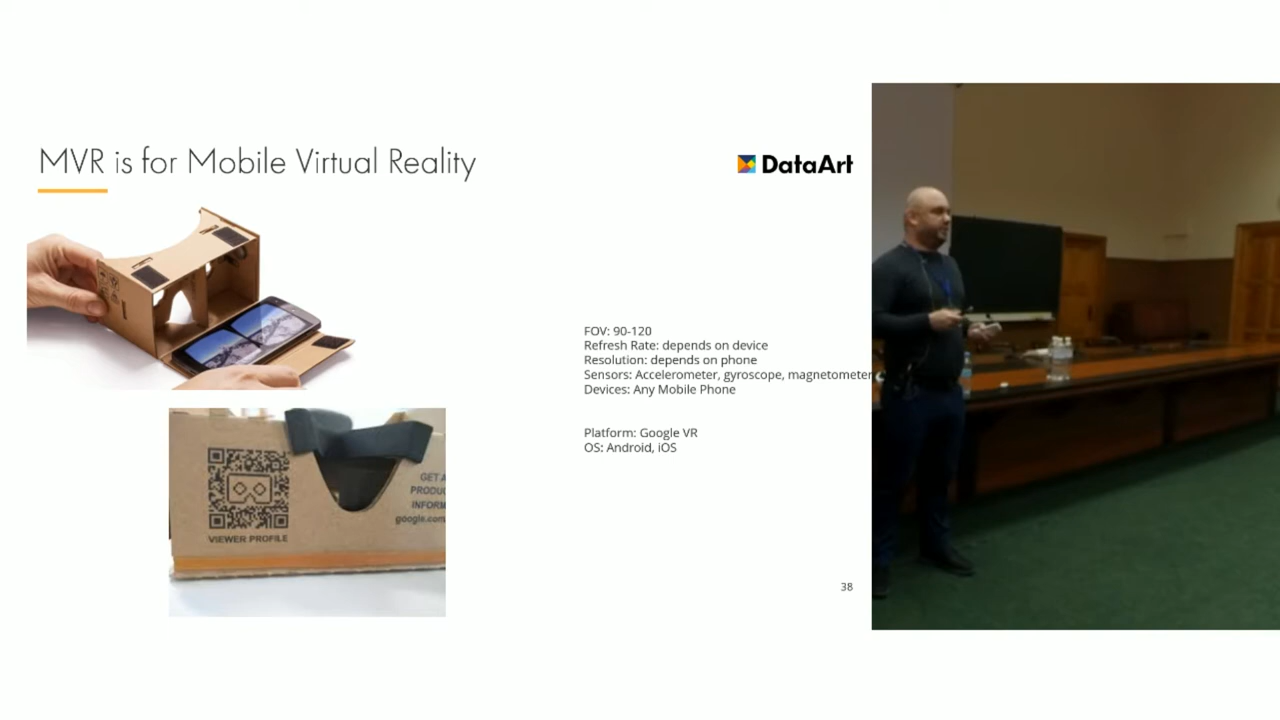 MVR is for Mobile Virtual Reality
DataArt
FOV: 90-120
Refresh Rate: depends on device
Resolution: depends on phone
Sensors: Accelerometer, gyroscope, magnetometer
Devices: Any Mobile Phone
Platform: Google VR
OS: Android, iOS
GET
PRODUC
INFORM
google.com
VIEWER PROFILE
38